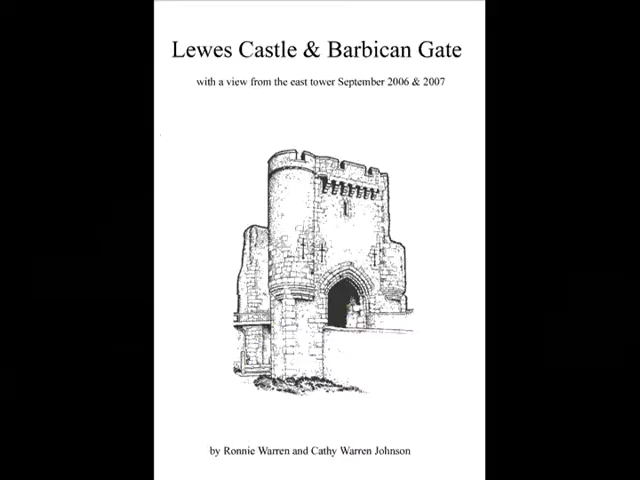 Lewes Castle & Barbican Gate
with a view from the east tower September 2006 & 2007
by Ronnie Warren and Cathy Warren Johnson